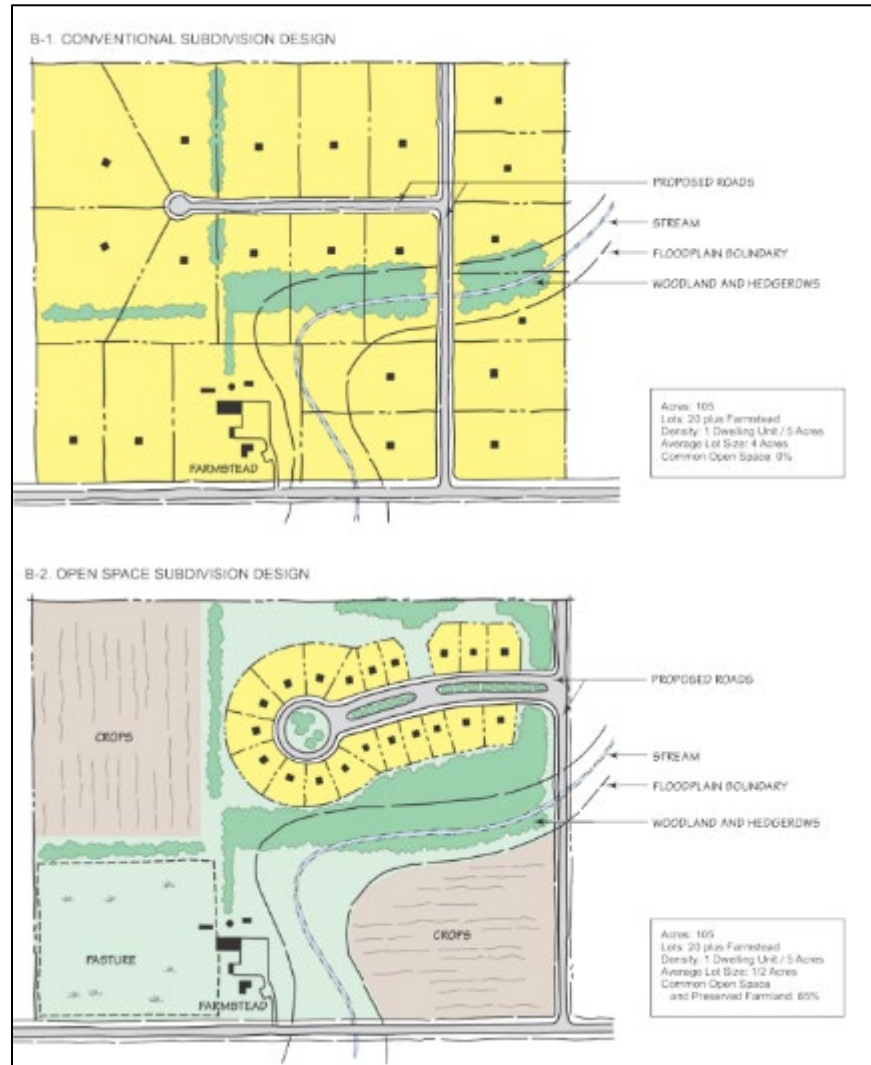 B-1. CONVENTIONAL SUBDIVISION DESIGN
PROPOSED ROADS
STREAM
FLOODPLAIN BOUNDARY
WOODLAND AND HEDGEROWS
FARMSTEAD
Acres: 105
Lots: 20 plus Farmstead
Density: 1 Dwelling Unit / 5 Acres
Average Lot Size: 4 Acres
Common Open Space: 0%
B-2. OPEN SPACE SUBDIVISION DESIGN
PROPOSED ROADS
CROPS
STREAM
FLOODPLAIN BOUNDARY
WOODLAND AND HEDGEROWS
CROPS
PASTURE
FARMSTEAD
Acres: 105
Lots: 20 plus Farmstead
Density: 1 Dwelling Unit / 5 Acres
Average Lot Size: 1/2 Acres
Common Open Space
and Preserved Farmland: 85%